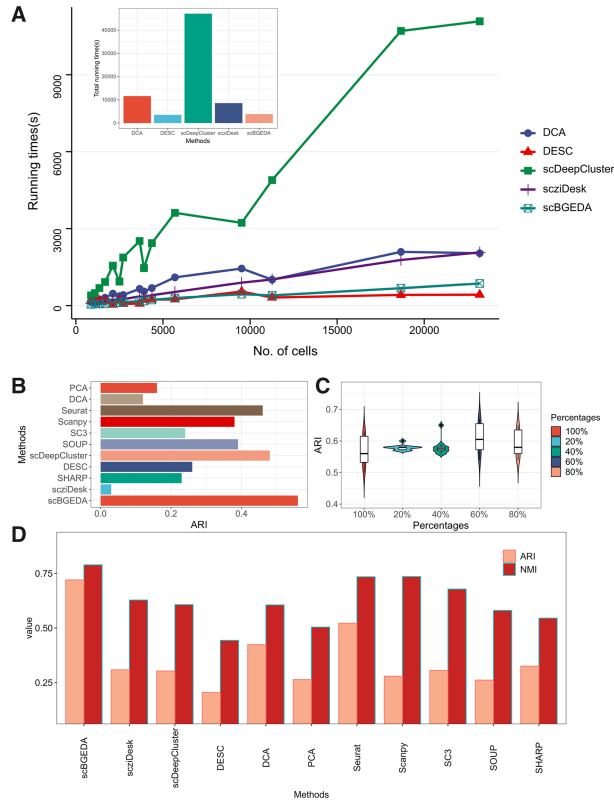 A
Total running time(s)
40000
30000
20000
10000
0
DCA
DESC
scDeepCluster
scziDesk
scBGEDA
Methods
Running times(s)
9000
6000
3000
0
0
5000
10000
15000
20000
No. of cells
DCA
DESC
scDeepCluster
scziDesk
scBGEDA
B
Methods
PCA
DCA
Seurat
Scanpy
SC3
SOUP
scDeepCluster
DESC
SHARP
scziDesk
scBGEDA
0.0
0.2
0.4
ARI
C
ARI
0.7
0.6
0.5
0.4
100%
20%
40%
60%
80%
Percentages
Percentages
100%
20%
40%
60%
80%
D
value
0.75
0.50
0.25
ARI
NMI
scBGEDA
scziDesk
scDeepCluster
DESC
DCA
PCA
Seurat
Scarpy
SC3
SOUP
SHARP
Methods